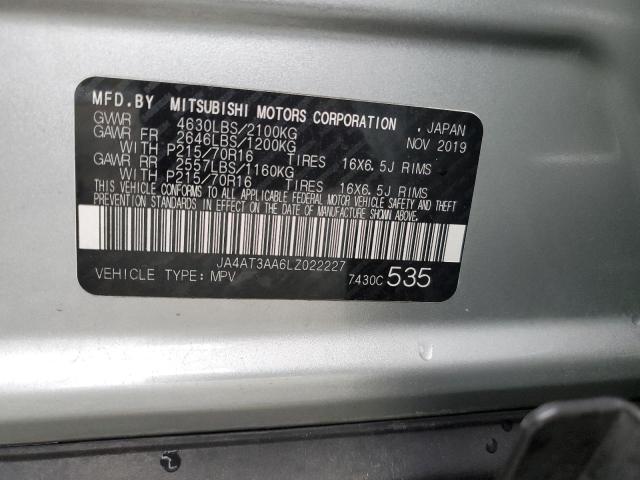 MFD.BY MITSUBISHI MOTORS CORPORATION , JAPAN
GVWR 4630LBS/2100KG NOV 2019
GAWR FR 2646LBS/1200KG
WITH P215/70R16 TIRES 16X6.5J RIMS
GAWR RR 2557LBS/1160KG
WITH P215/70R16 TIRES 16X6.5J RIMS
THIS VEHICLE CONFORMS TO ALL APPLICABLE FEDERAL MOTOR VEHICLE SAFETY AND THEFT
PREVENTION STANDARDS IN EFFECT ON THE DATE OF MANUFACTURE SHOWN ABOVE.
JA4AT3AA6LZ022227
VEHICLE TYPE: MPV 7430C 535